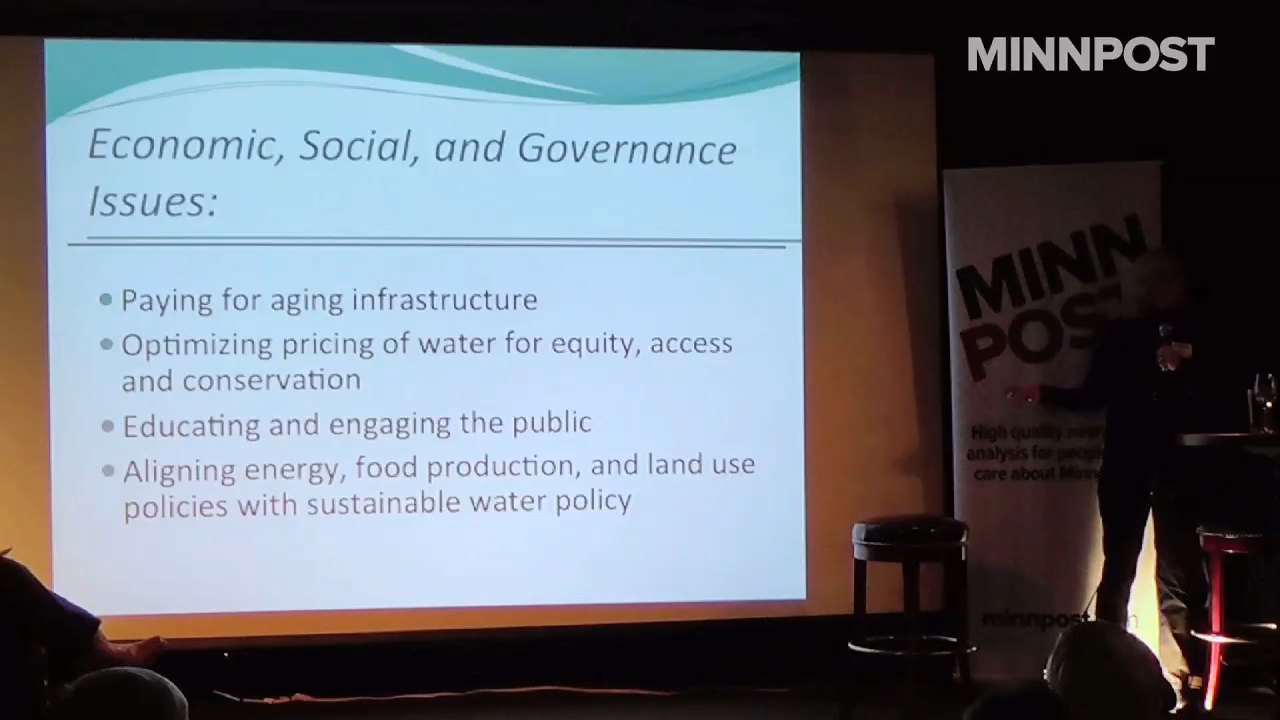 MINNPOST
Economic, Social, and Governance
Issues:
• Paying for aging infrastructure
• Optimizing pricing of water for equity, access
and conservation
• Educating and engaging the public
• Aligning energy, food production, and land use
policies with sustainable water policy
MINN
POST
High quality
analysis for
care about
minnpost